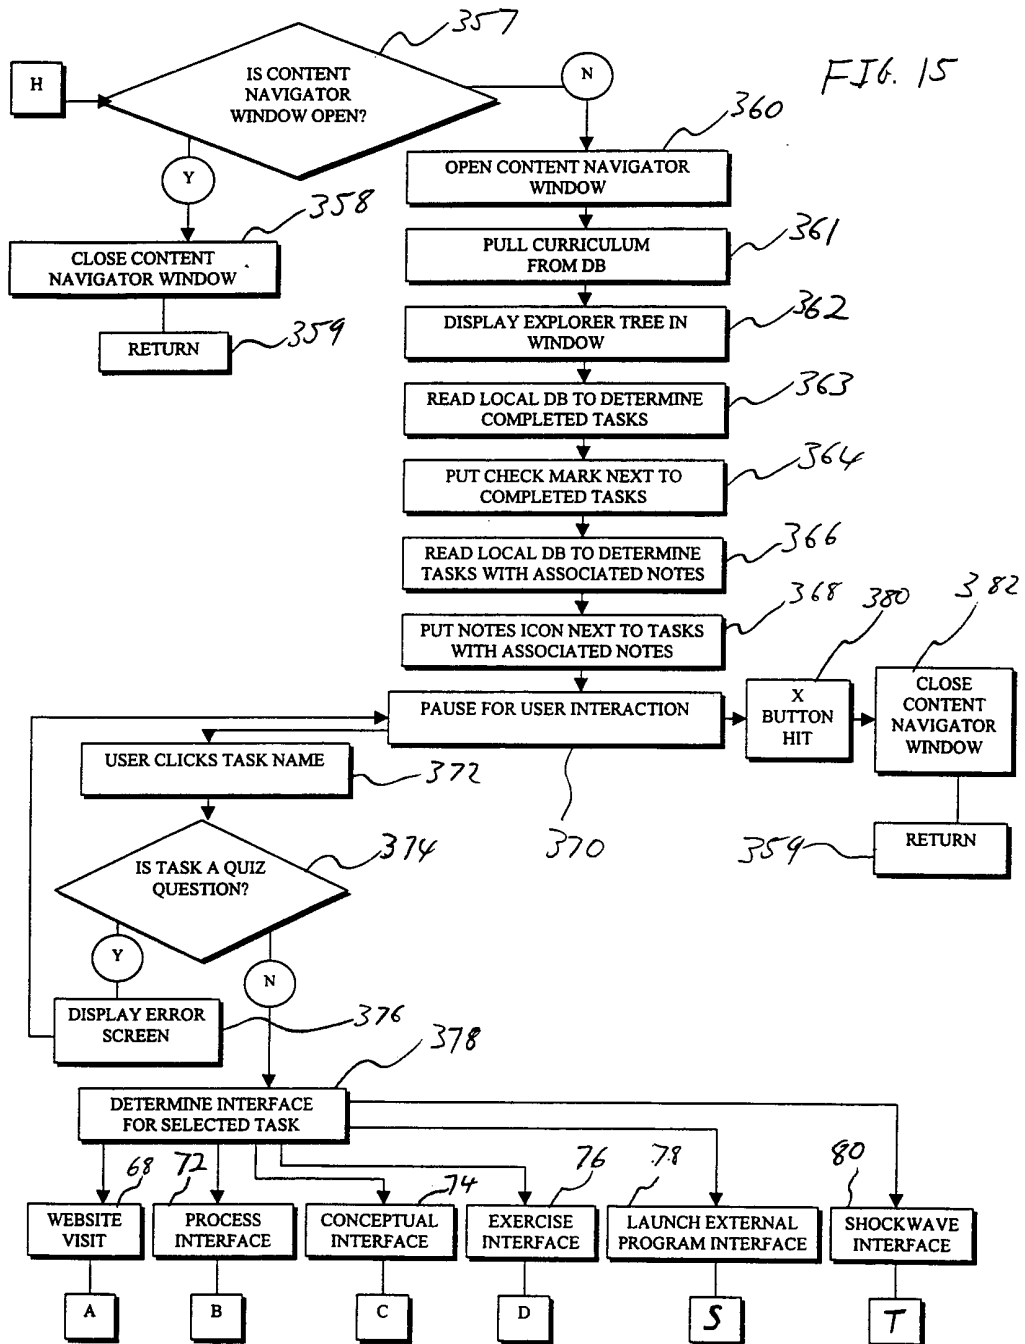 FIG. 15
H
IS CONTENT
NAVIGATOR
WINDOW OPEN?
357
N
Y
358
CLOSE CONTENT
NAVIGATOR WINDOW
RETURN
359
360
OPEN CONTENT NAVIGATOR
WINDOW
PULL CURRICULUM
FROM DB
361
DISPLAY EXPLORER TREE IN
WINDOW
362
READ LOCAL DB TO DETERMINE
COMPLETED TASKS
363
PUT CHECK MARK NEXT TO
COMPLETED TASKS
364
READ LOCAL DB TO DETERMINE
TASKS WITH ASSOCIATED NOTES
366
PUT NOTES ICON NEXT TO TASKS
WITH ASSOCIATED NOTES
368
PAUSE FOR USER INTERACTION
370
380
X
BUTTON
HIT
382
CLOSE
CONTENT
NAVIGATOR
WINDOW
RETURN
359
USER CLICKS TASK NAME
372
IS TASK A QUIZ
QUESTION?
374
Y
N
DISPLAY ERROR
SCREEN
376
378
DETERMINE INTERFACE
FOR SELECTED TASK
68
WEBSITE
VISIT
A
72
PROCESS
INTERFACE
B
74
CONCEPTUAL
INTERFACE
C
76
EXERCISE
INTERFACE
D
78
LAUNCH EXTERNAL
PROGRAM INTERFACE
S
80
SHOCKWAVE
INTERFACE
T